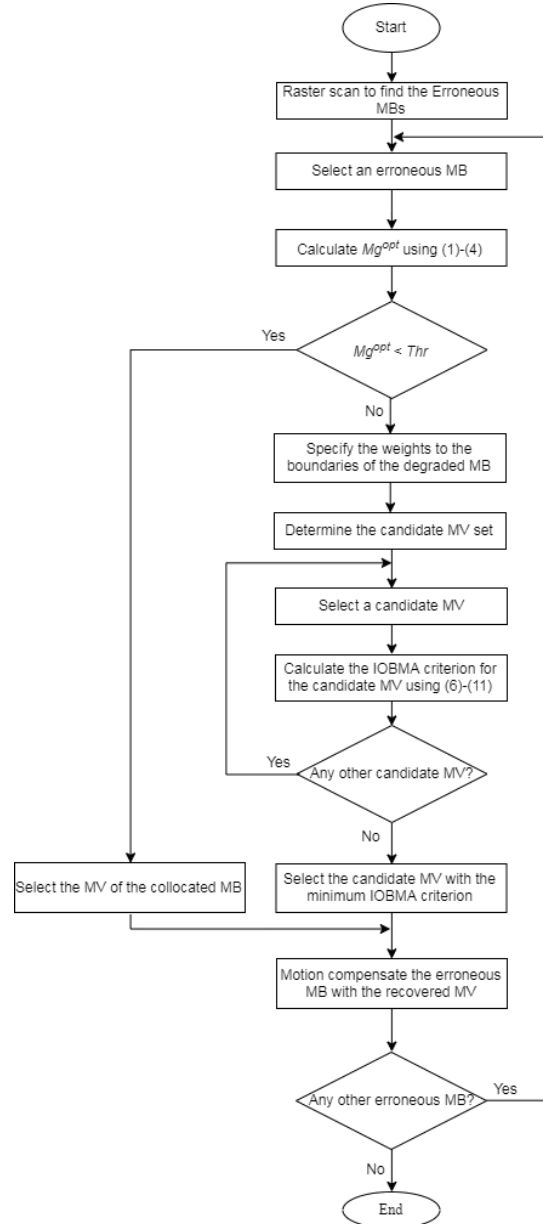 Start
Raster scan to find the Erroneous
MBs
Select an erroneous MB
Calculate Mg^opt using (1)-(4)
Yes
Mg^opt < Thr
No
Specify the weights to the
boundaries of the degraded MB
Determine the candidate MV set
Select a candidate MV
Calculate the IOBMA criterion for
the candidate MV using (6)-(11)
Yes
Any other candidate MV?
No
Select the MV of the collocated MB
Select the candidate MV with the
minimum IOBMA criterion
Motion compensate the erroneous
MB with the recovered MV
Any other erroneous MB?
Yes
No
End